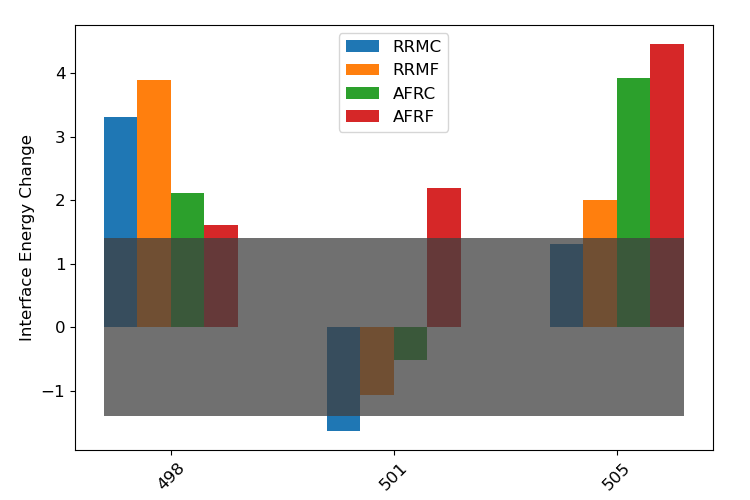 RRMC
RRMF
AFRC
AFRF
Interface Energy Change
4
3
2
1
0
−1
498
501
505